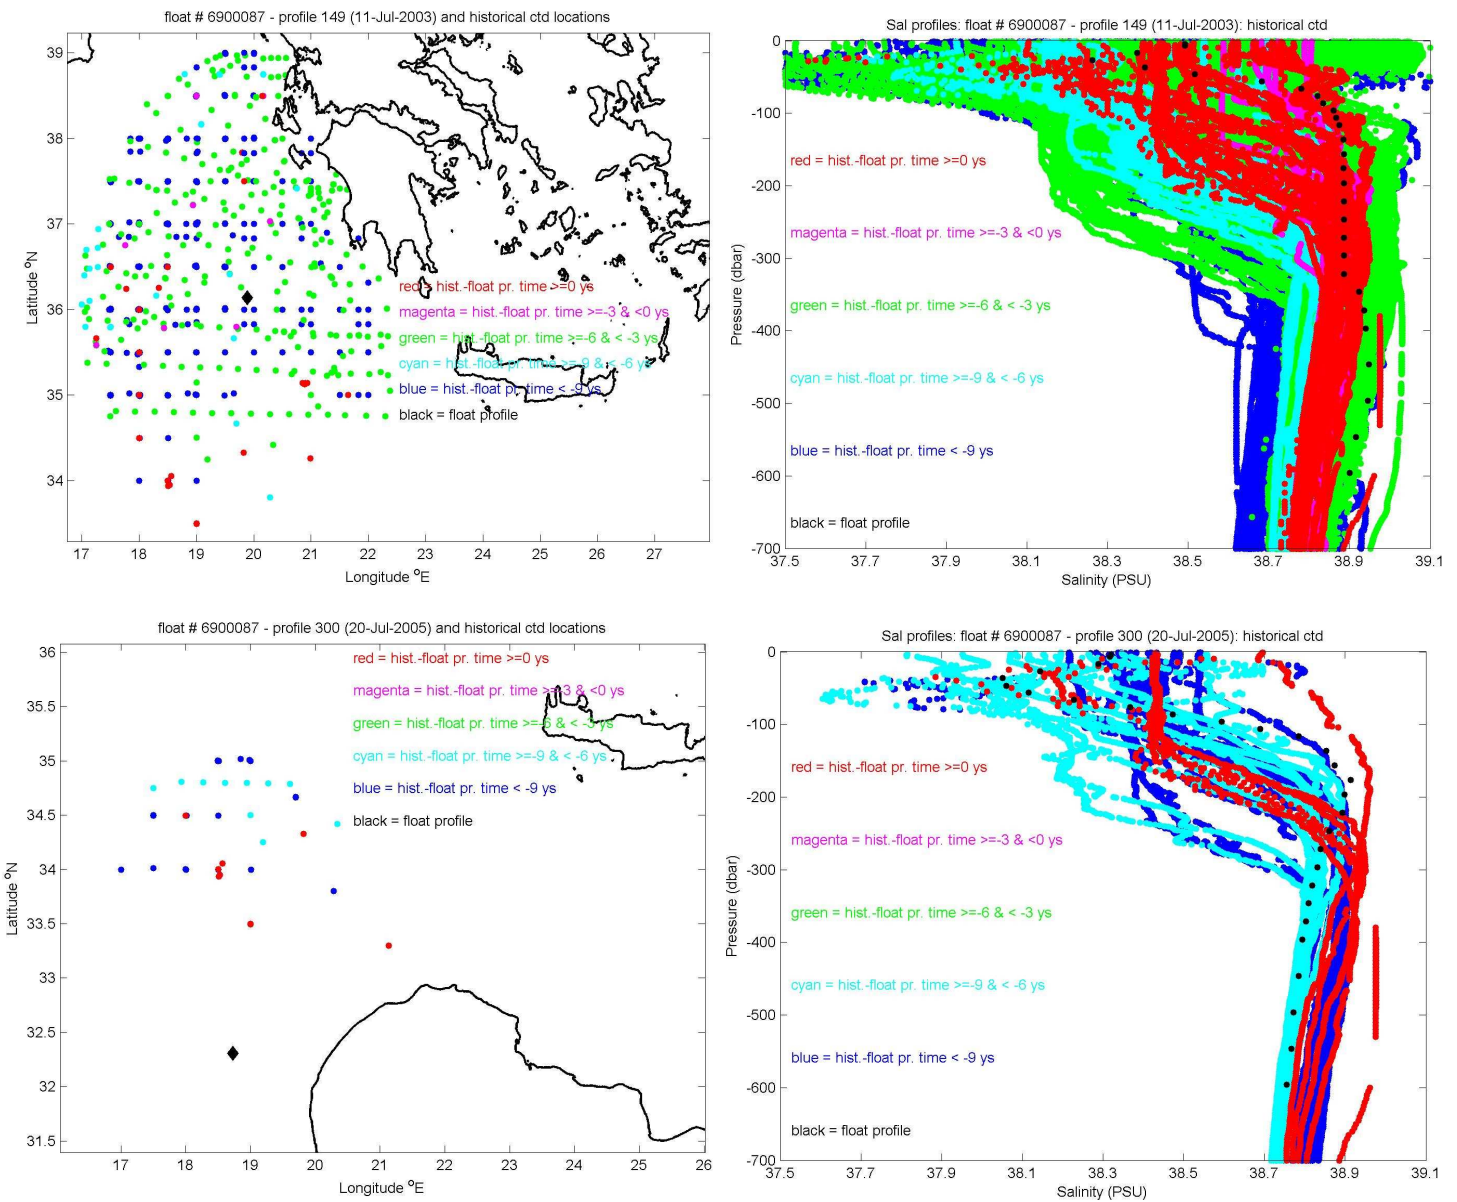 float # 6900087 - profile 149 (11-Jul-2003) and historical ctd locations
39
38
37
36
35
34
Latitude ºN
red = hist.-float pr. time >=0 ys
magenta = hist.-float pr. time >=-3 & <0 ys
green = hist.-float pr. time >=-6 & < -3 ys
cyan = hist.-float pr. time >=-9 & < -6 ys
blue = hist.-float pr. time < -9 ys
black = float profile
17 18 19 20 21 22 23 24 25 26 27
Longitude ºE
Sal profiles: float # 6900087 - profile 149 (11-Jul-2003): historical ctd
0
-100
-200
-300
-400
-500
-600
-700
Pressure (dbar)
red = hist.-float pr. time >=0 ys
magenta = hist.-float pr. time >=-3 & <0 ys
green = hist.-float pr. time >=-6 & < -3 ys
cyan = hist.-float pr. time >=-9 & < -6 ys
blue = hist.-float pr. time < -9 ys
black = float profile
37.5 37.7 37.9 38.1 38.3 38.5 38.7 38.9 39.1
Salinity (PSU)
float # 6900087 - profile 300 (20-Jul-2005) and historical ctd locations
36
35.5
35
34.5
34
33.5
33
32.5
32
31.5
Latitude ºN
red = hist.-float pr. time >=0 ys
magenta = hist.-float pr. time >=-3 & <0 ys
green = hist.-float pr. time >=-6 & < -3 ys
cyan = hist.-float pr. time >=-9 & < -6 ys
blue = hist.-float pr. time < -9 ys
black = float profile
17 18 19 20 21 22 23 24 25 26
Longitude ºE
Sal profiles: float # 6900087 - profile 300 (20-Jul-2005): historical ctd
0
-100
-200
-300
-400
-500
-600
-700
Pressure (dbar)
red = hist.-float pr. time >=0 ys
magenta = hist.-float pr. time >=-3 & <0 ys
green = hist.-float pr. time >=-6 & < -3 ys
cyan = hist.-float pr. time >=-9 & < -6 ys
blue = hist.-float pr. time < -9 ys
black = float profile
37.5 37.7 37.9 38.1 38.3 38.5 38.7 38.9 39.1
Salinity (PSU)